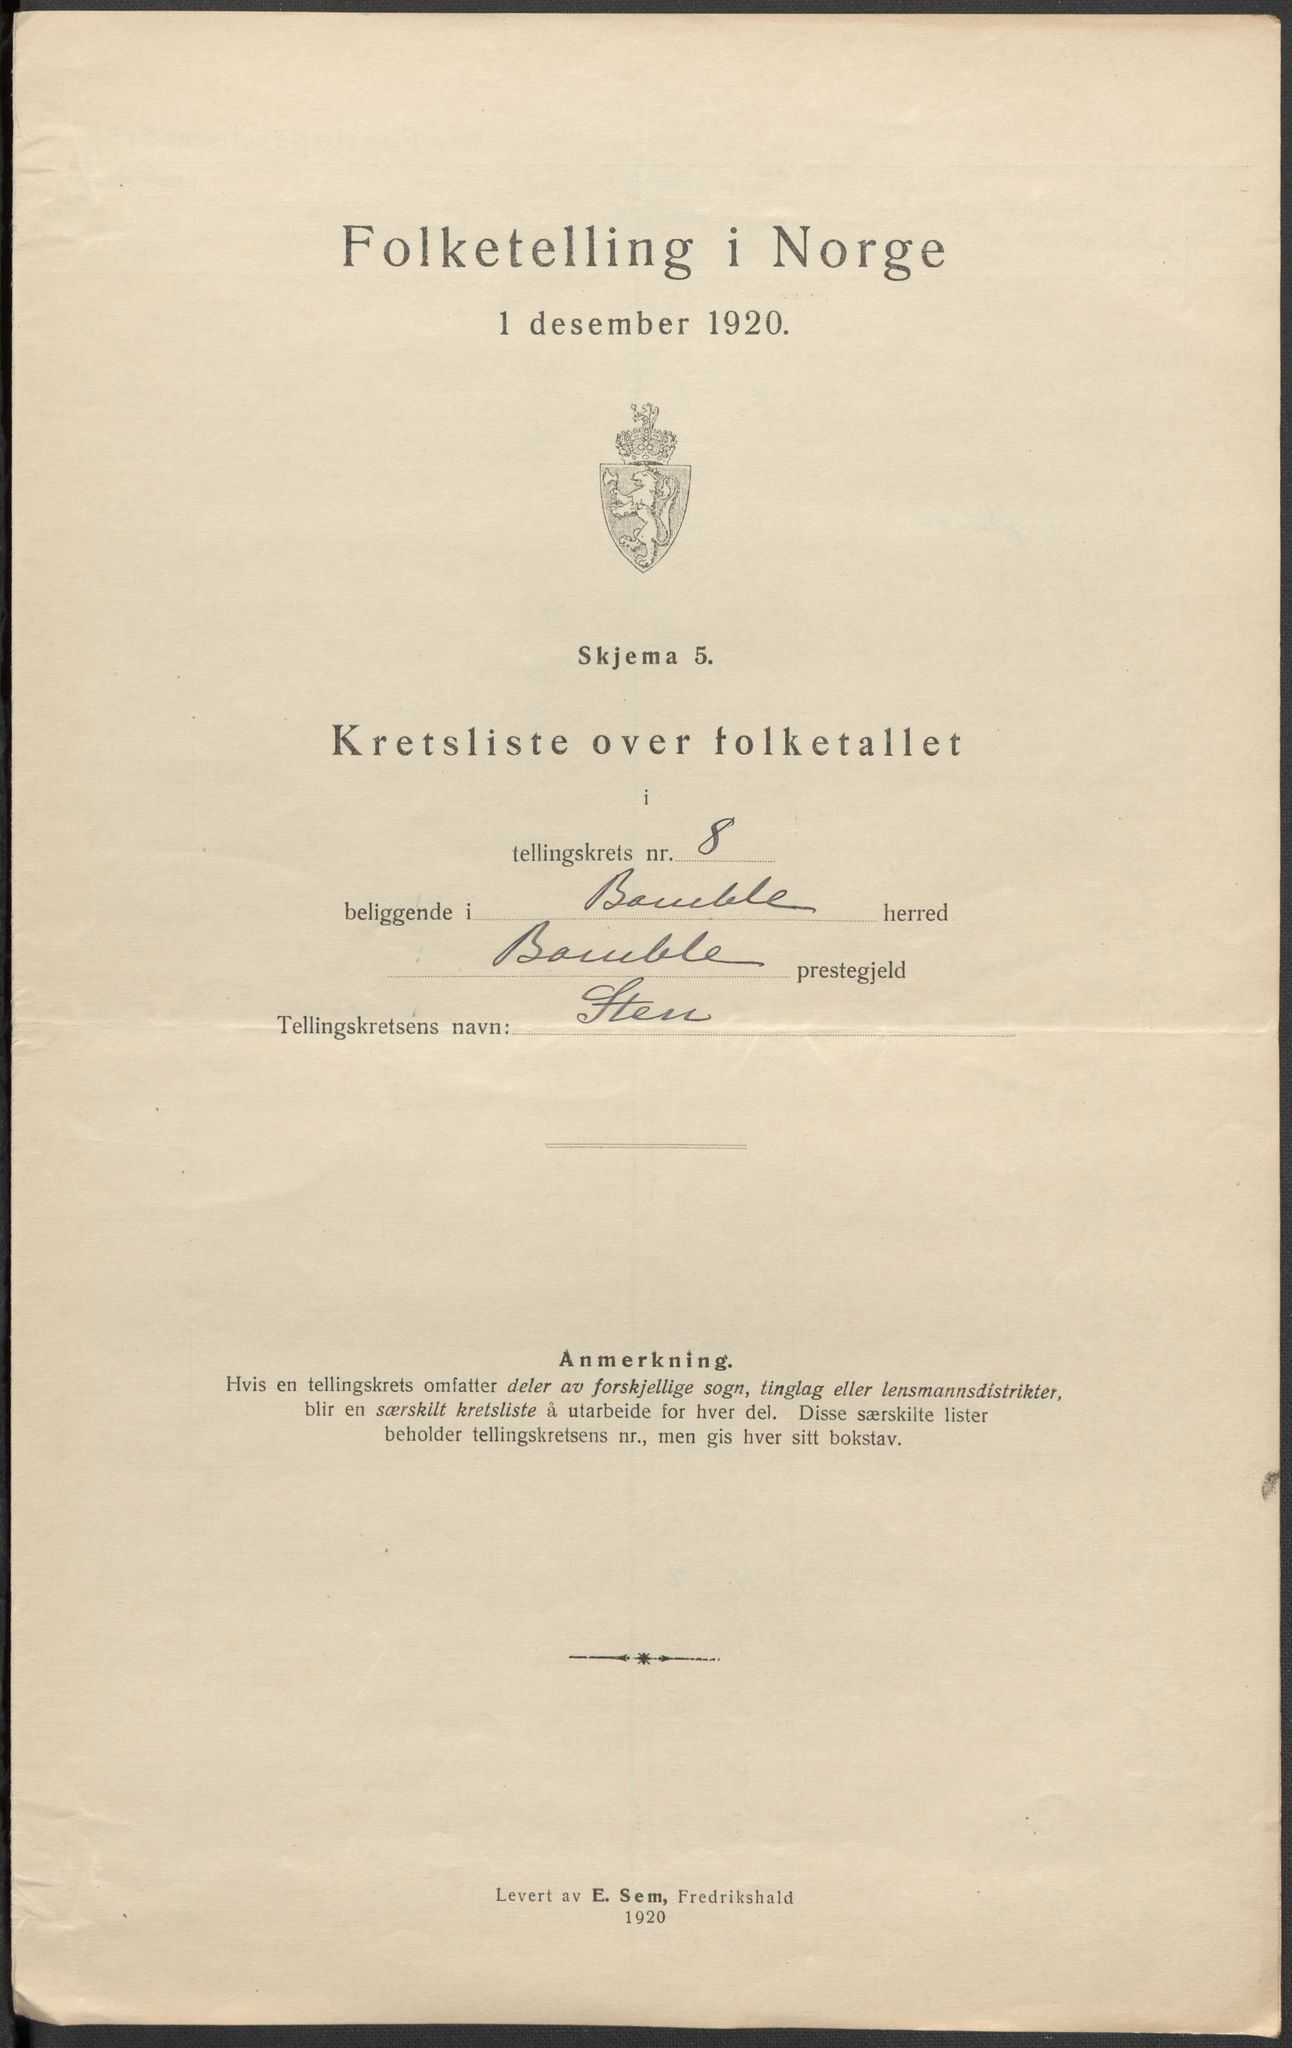 Folketelling i Norge
1 desember 1920.
Skjema 5.
Kretsliste over folketallet
i
tellingskrets nr. 8
beliggende i Bamble herred
Bamble prestegjeld
Tellingskretsens navn: Sten
Anmerkning.
Hvis en tellingskrets omfatter deler av forskjellige sogn, tinglag eller lensmannsdistrikter,
blir en særskilt kretsliste å utarbeide for hver del. Disse særskilte lister
beholder tellingskretsens nr., men gis hver sitt bokstav.
Levert av E. Sem, Fredrikshald
1920